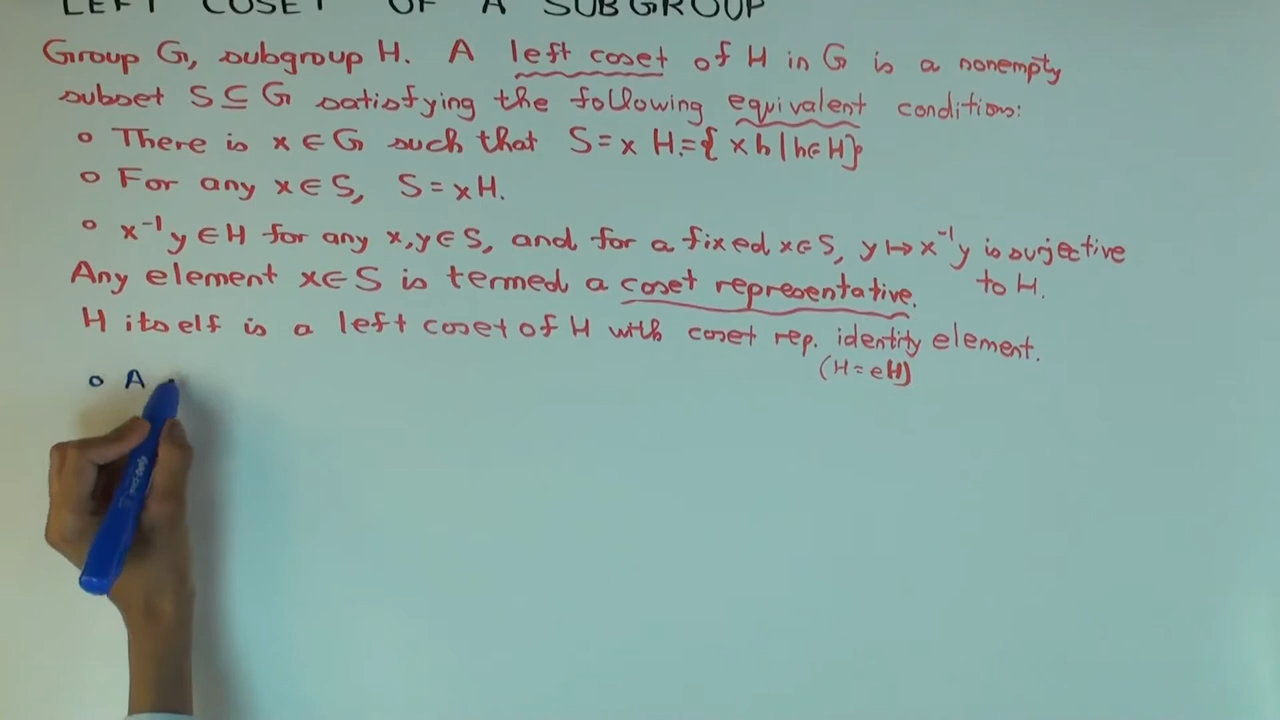 LEFT COSET OF A SUBGROUP
Group G, subgroup H. A left coset of H in G is a nonempty
subset S ⊆ G satisfying the following equivalent conditions:
o There is x ∈ G such that S = x H := { x h | h ∈ H }
o For any x ∈ S, S = xH.
o x⁻¹y ∈ H for any x, y ∈ S, and for a fixed x ∈ S, y ↦ x⁻¹y is surjective
to H.
Any element x ∈ S is termed a coset representative.
H itself is a left coset of H with coset rep. identity element.
(H = eH)
o A